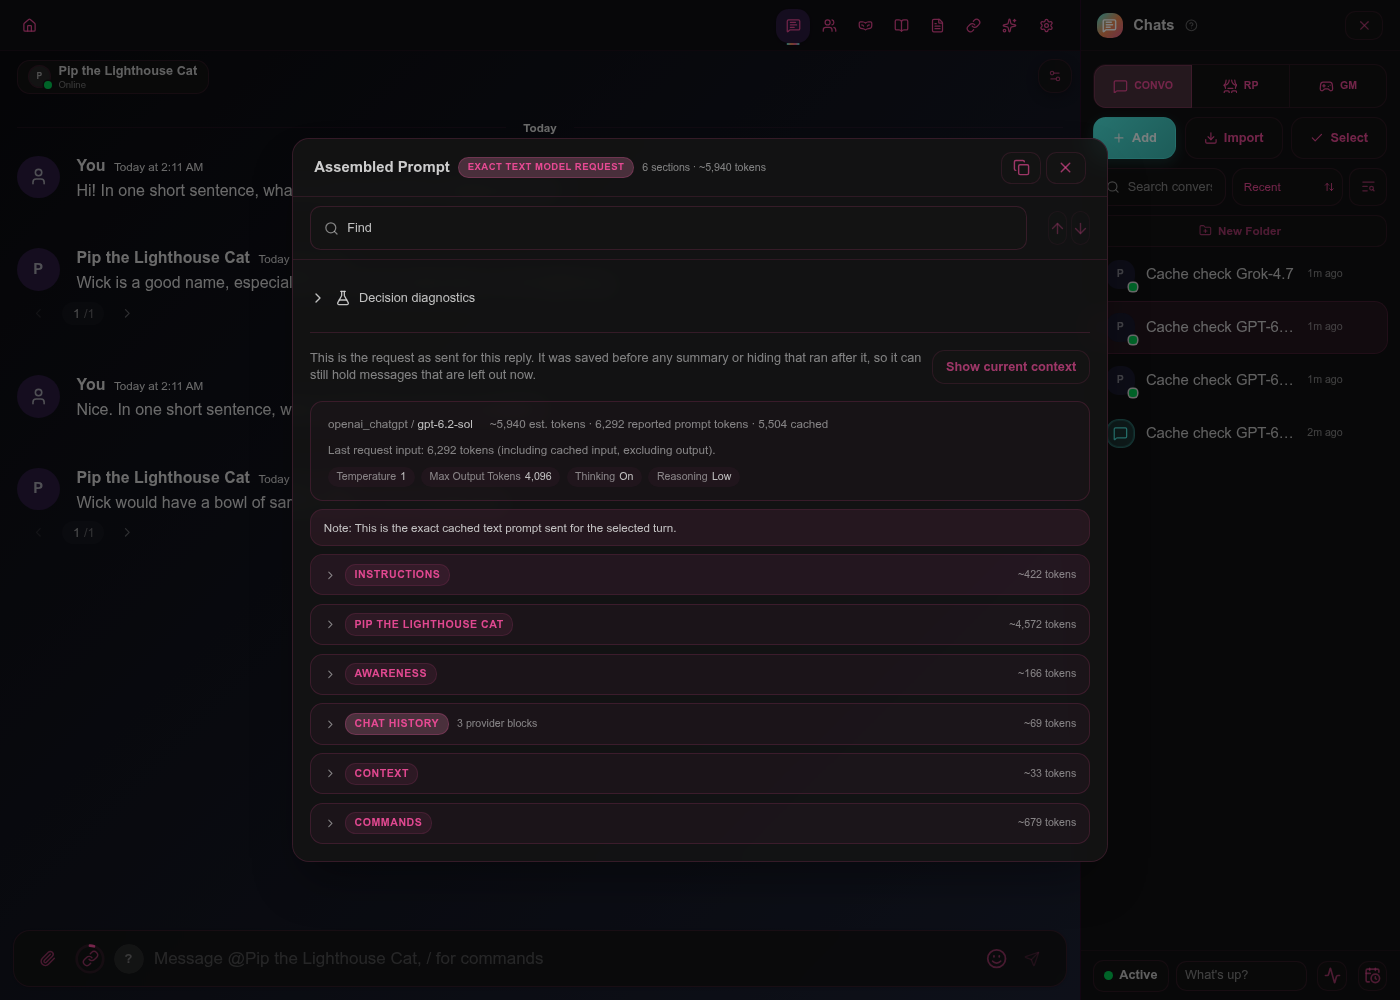 Chats
Pip the Lighthouse Cat
P
Online
CONVO
RP
GM
Today
Add
Import
Select
You Today at 2:11 AM
Hi! In one short sentence, wha
Assembled Prompt
EXACT TEXT MODEL REQUEST
6 sections · ~5,940 tokens
Search convers
Recent
Find
New Folder
P
Pip the Lighthouse Cat Today
Wick is a good name, especial
1 /1
Decision diagnostics
P
Cache check Grok-4.7
1m ago
P
Cache check GPT-6...
1m ago
This is the request as sent for this reply. It was saved before any summary or hiding that ran after it, so it can
still hold messages that are left out now.
Show current context
You Today at 2:11 AM
Nice. In one short sentence, w
P
Cache check GPT-6...
1m ago
openai_chatgpt / gpt-6.2-sol ~5,940 est. tokens · 6,292 reported prompt tokens · 5,504 cached
Last request input: 6,292 tokens (including cached input, excluding output).
Temperature 1
Max Output Tokens 4,096
Thinking On
Reasoning Low
Cache check GPT-6...
2m ago
P
Pip the Lighthouse Cat Today
Wick would have a bowl of sar
1 /1
Note: This is the exact cached text prompt sent for the selected turn.
INSTRUCTIONS
~422 tokens
PIP THE LIGHTHOUSE CAT
~4,572 tokens
AWARENESS
~166 tokens
CHAT HISTORY
3 provider blocks
~69 tokens
CONTEXT
~33 tokens
COMMANDS
~679 tokens
?
Message @Pip the Lighthouse Cat, / for commands
Active
What's up?